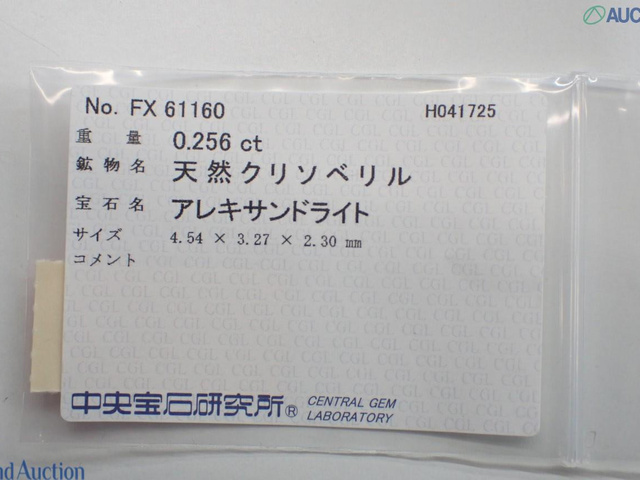 AUC
No. FX 61160 H041725
重量 0.256 ct
鉱物名 天然クリソベリル
宝石名 アレキサンドライト
サイズ 4.54 × 3.27 × 2.30 mm
コメント
中央宝石研究所® CENTRAL GEM
LABORATORY
nd Auction